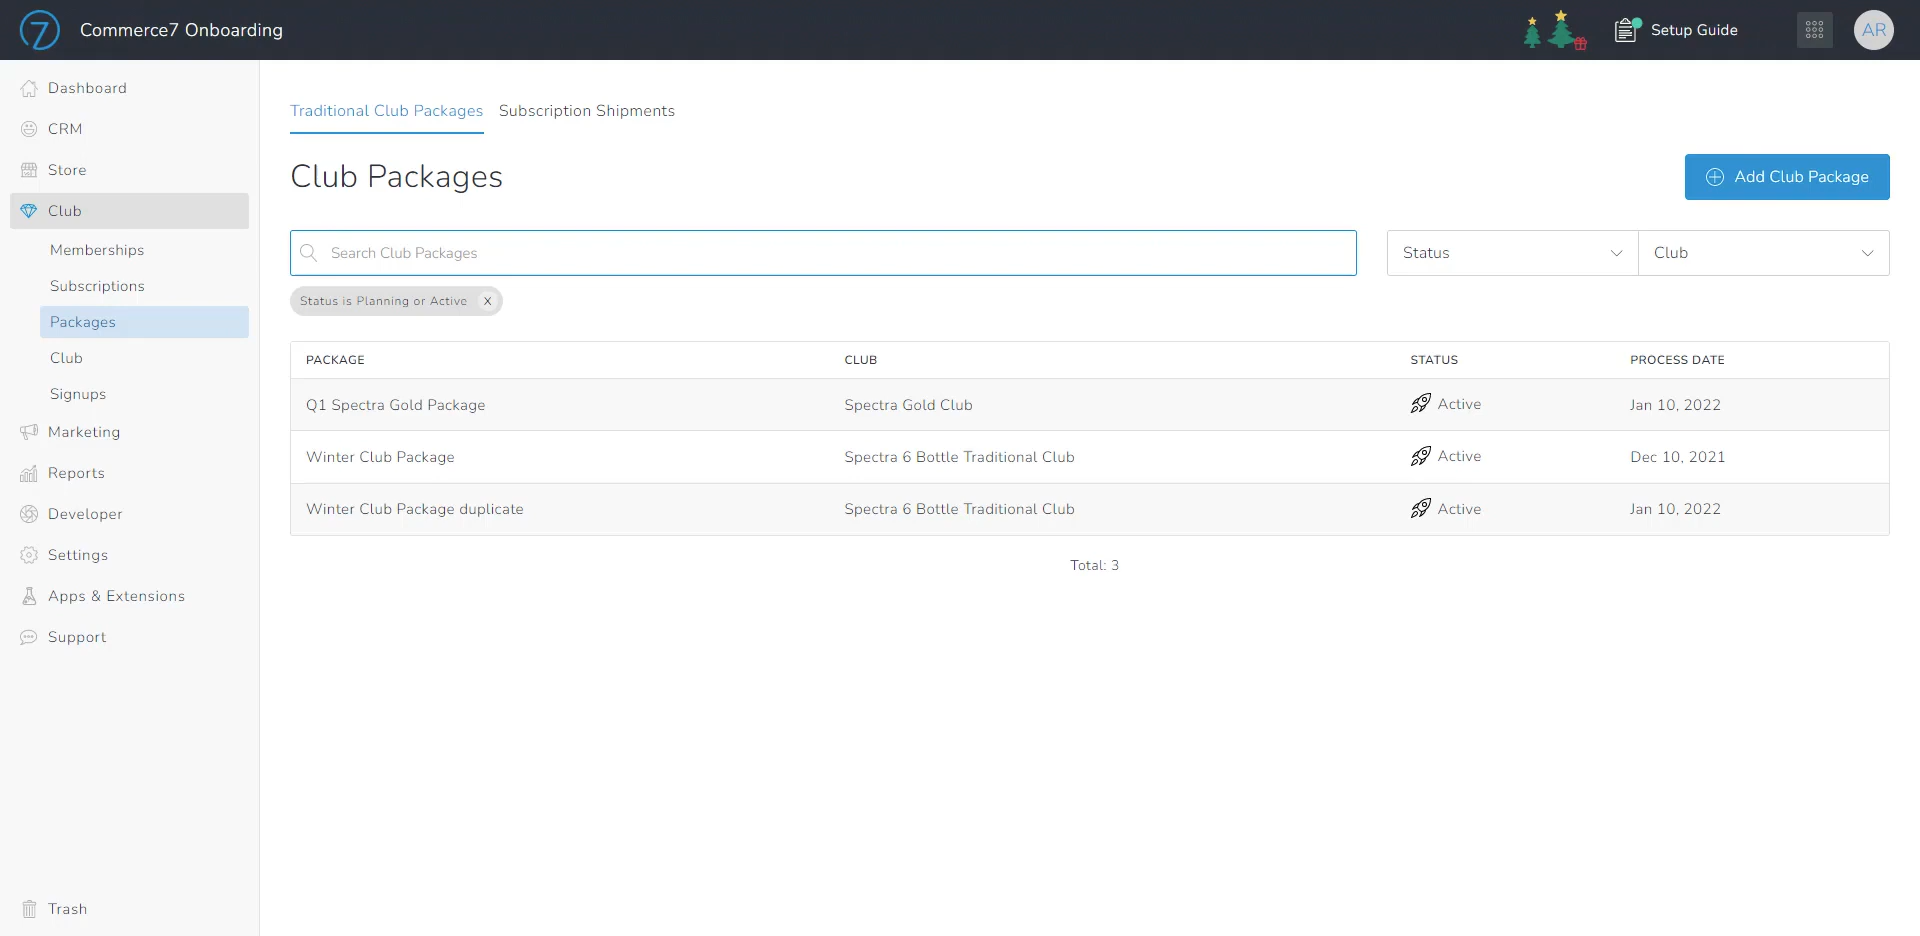 7 Commerce7 Onboarding
Setup Guide
AR
Dashboard
CRM
Store
Club
Memberships
Subscriptions
Packages
Club
Signups
Marketing
Reports
Developer
Settings
Apps & Extensions
Support
Trash
Traditional Club Packages Subscription Shipments
Club Packages
Add Club Package
Search Club Packages
Status
Club
Status is Planning or Active X
PACKAGE CLUB STATUS PROCESS DATE
Q1 Spectra Gold Package Spectra Gold Club Active Jan 10, 2022
Winter Club Package Spectra 6 Bottle Traditional Club Active Dec 10, 2021
Winter Club Package duplicate Spectra 6 Bottle Traditional Club Active Jan 10, 2022
Total: 3